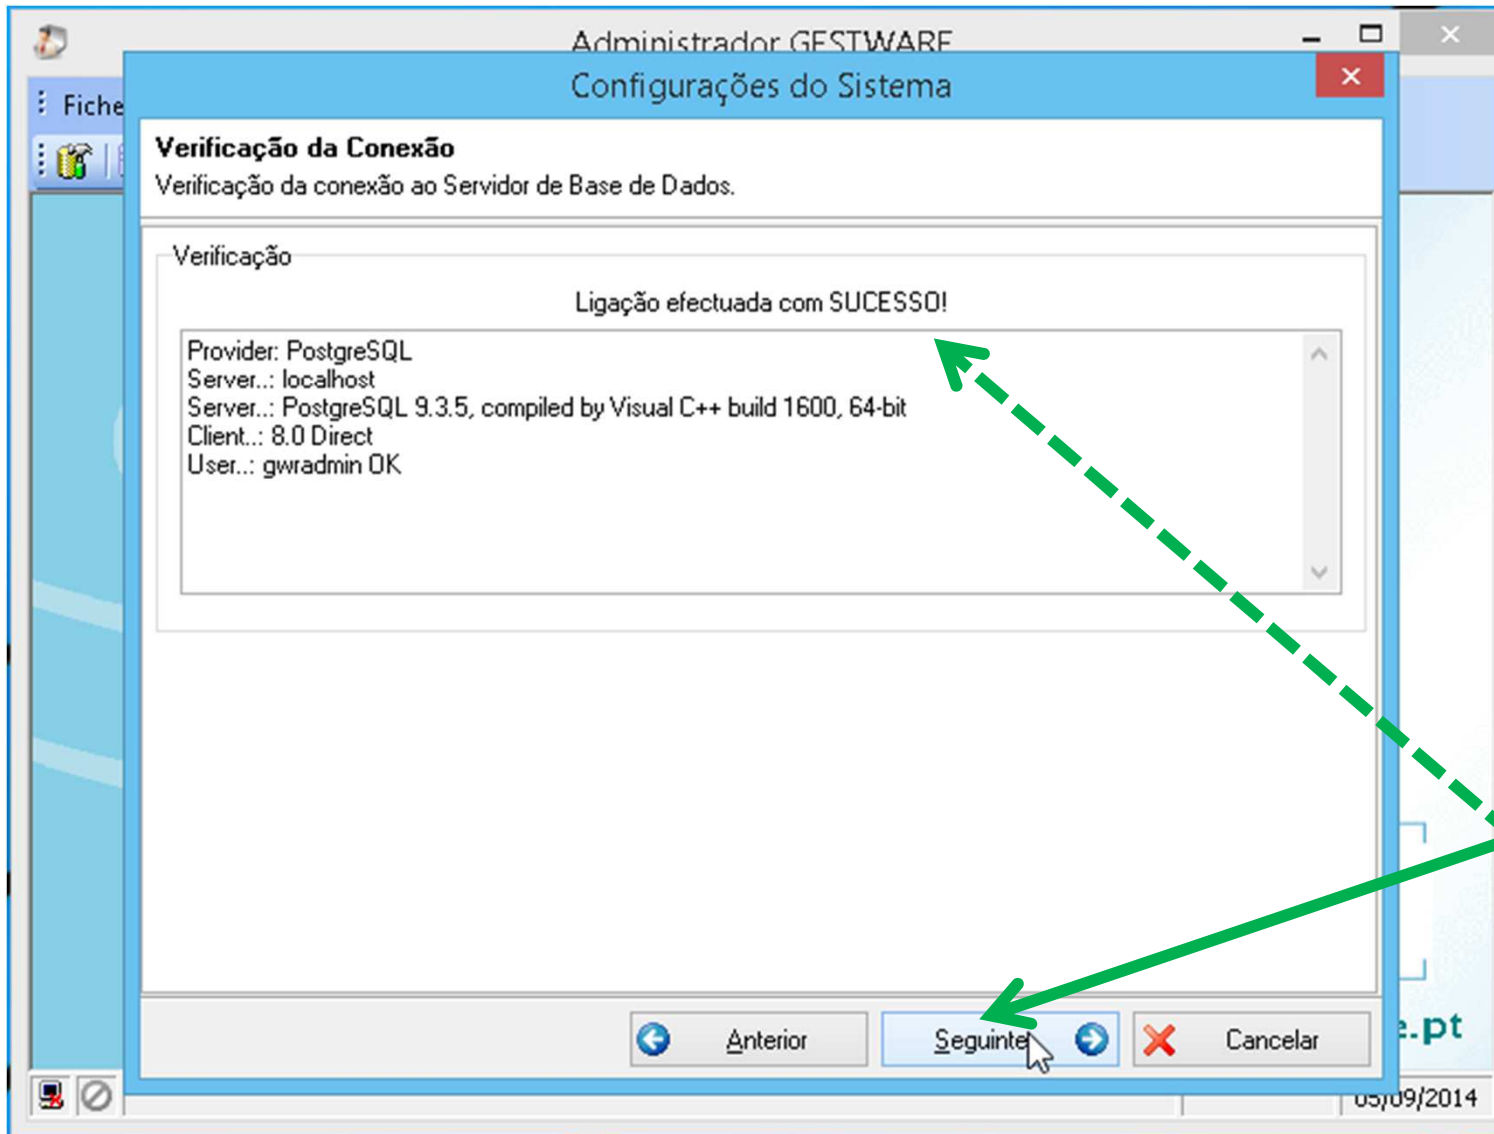 Administrador GESTWARE
Configurações do Sistema
Fiche
Verificação da Conexão
Verificação da conexão ao Servidor de Base de Dados.
Verificação
Ligação efectuada com SUCESSO!
Provider: PostgreSQL
Server..: localhost
Server..: PostgreSQL 9.3.5, compiled by Visual C++ build 1600, 64-bit
Client..: 8.0 Direct
User..: gwradmin OK
Anterior
Seguinte
Cancelar
e.pt
05/09/2014